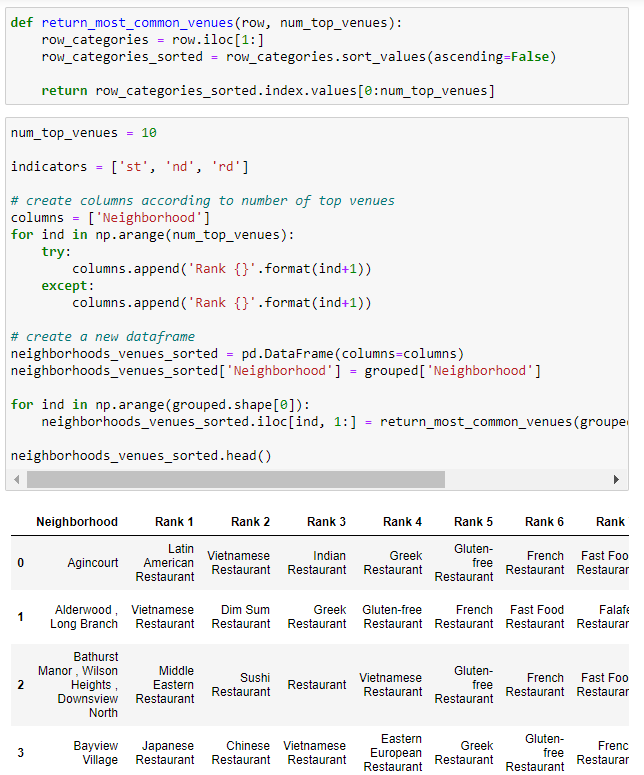 def return_most_common_venues(row, num_top_venues):
    row_categories = row.iloc[1:]
    row_categories_sorted = row_categories.sort_values(ascending=False)

    return row_categories_sorted.index.values[0:num_top_venues]
num_top_venues = 10

indicators = ['st', 'nd', 'rd']

# create columns according to number of top venues
columns = ['Neighborhood']
for ind in np.arange(num_top_venues):
    try:
        columns.append('Rank {}'.format(ind+1))
    except:
        columns.append('Rank {}'.format(ind+1))

# create a new dataframe
neighborhoods_venues_sorted = pd.DataFrame(columns=columns)
neighborhoods_venues_sorted['Neighborhood'] = grouped['Neighborhood']

for ind in np.arange(grouped.shape[0]):
    neighborhoods_venues_sorted.iloc[ind, 1:] = return_most_common_venues(groupe

neighborhoods_venues_sorted.head()
Neighborhood Rank 1 Rank 2 Rank 3 Rank 4 Rank 5 Rank 6 Rank
0
Agincourt
Latin
American
Restaurant
Vietnamese
Restaurant
Indian
Restaurant
Greek
Restaurant
Gluten-
free
Restaurant
French
Restaurant
Fast Foo
Restaurar
1
Alderwood ,
Long Branch
Vietnamese
Restaurant
Dim Sum
Restaurant
Greek
Restaurant
Gluten-free
Restaurant
French
Restaurant
Fast Food
Restaurant
Falafe
Restaurar
2
Bathurst
Manor , Wilson
Heights ,
Downsview
North
Middle
Eastern
Restaurant
Sushi
Restaurant
Restaurant
Vietnamese
Restaurant
Gluten-
free
Restaurant
French
Restaurant
Fast Foo
Restaurar
3
Bayview
Village
Japanese
Restaurant
Chinese
Restaurant
Vietnamese
Restaurant
Eastern
European
Restaurant
Greek
Restaurant
Gluten-
free
Restaurant
Frenc
Restaurar